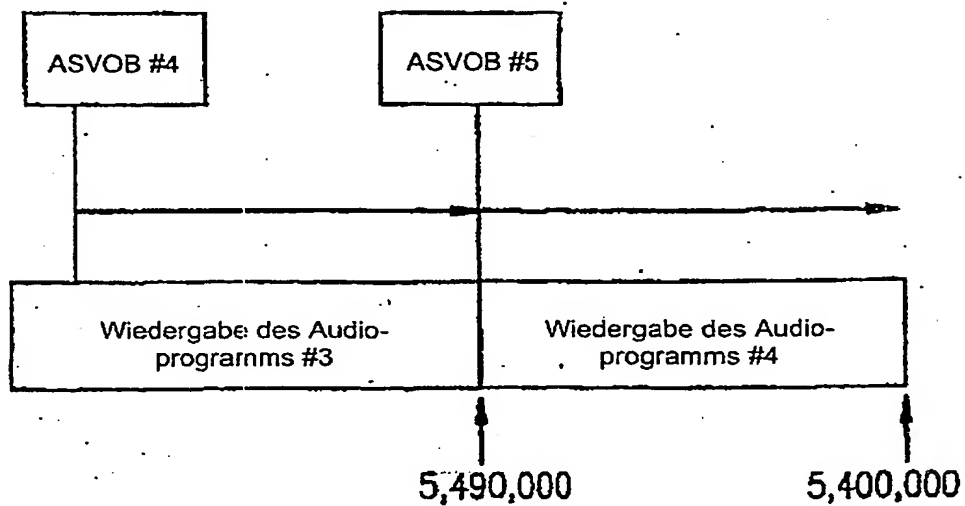 ASVOB #4
ASVOB #5
Wiedergabe des Audio-
programms #3
Wiedergabe des Audio-
programms #4
5,490,000
5,400,000